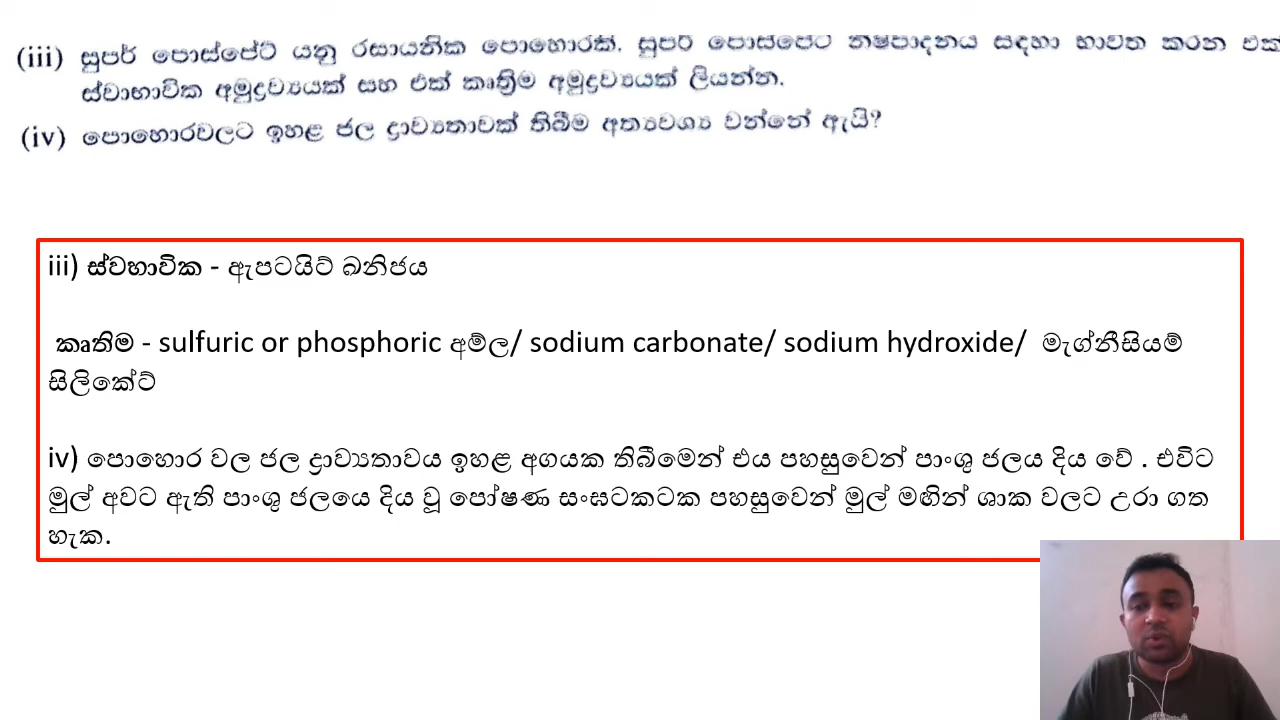 (iii) සුපර් පොස්පේට් යනු රසායනික පොහොරකි. සුපර් පොස්පේට් නිෂ්පාදනය සඳහා භාවිත කරන එක්
ස්වාභාවික අමුද්‍රව්‍යයක් සහ එක් කෘත්‍රිම අමුද්‍රව්‍යයක් ලියන්න.
(iv) පොහොරවලට ඉහළ ජල ද්‍රාව්‍යතාවක් තිබීම අත්‍යවශ්‍ය වන්නේ ඇයි?
iii) ස්වභාවික - ඇපටයිට් ඛනිජය
කෘතිම - sulfuric or phosphoric අම්ල/ sodium carbonate/ sodium hydroxide/ මැග්නීසියම්
සිලිකේට්
iv) පොහොර වල ජල ද්‍රාව්‍යතාවය ඉහළ අගයක තිබීමෙන් එය පහසුවෙන් පාංශු ජලය දිය වේ . එවිට
මුල් අවට ඇති පාංශු ජලයෙ දිය වූ පෝෂණ සංඝටකටක පහසුවෙන් මුල් මඟින් ශාක වලට උරා ගත
හැක.